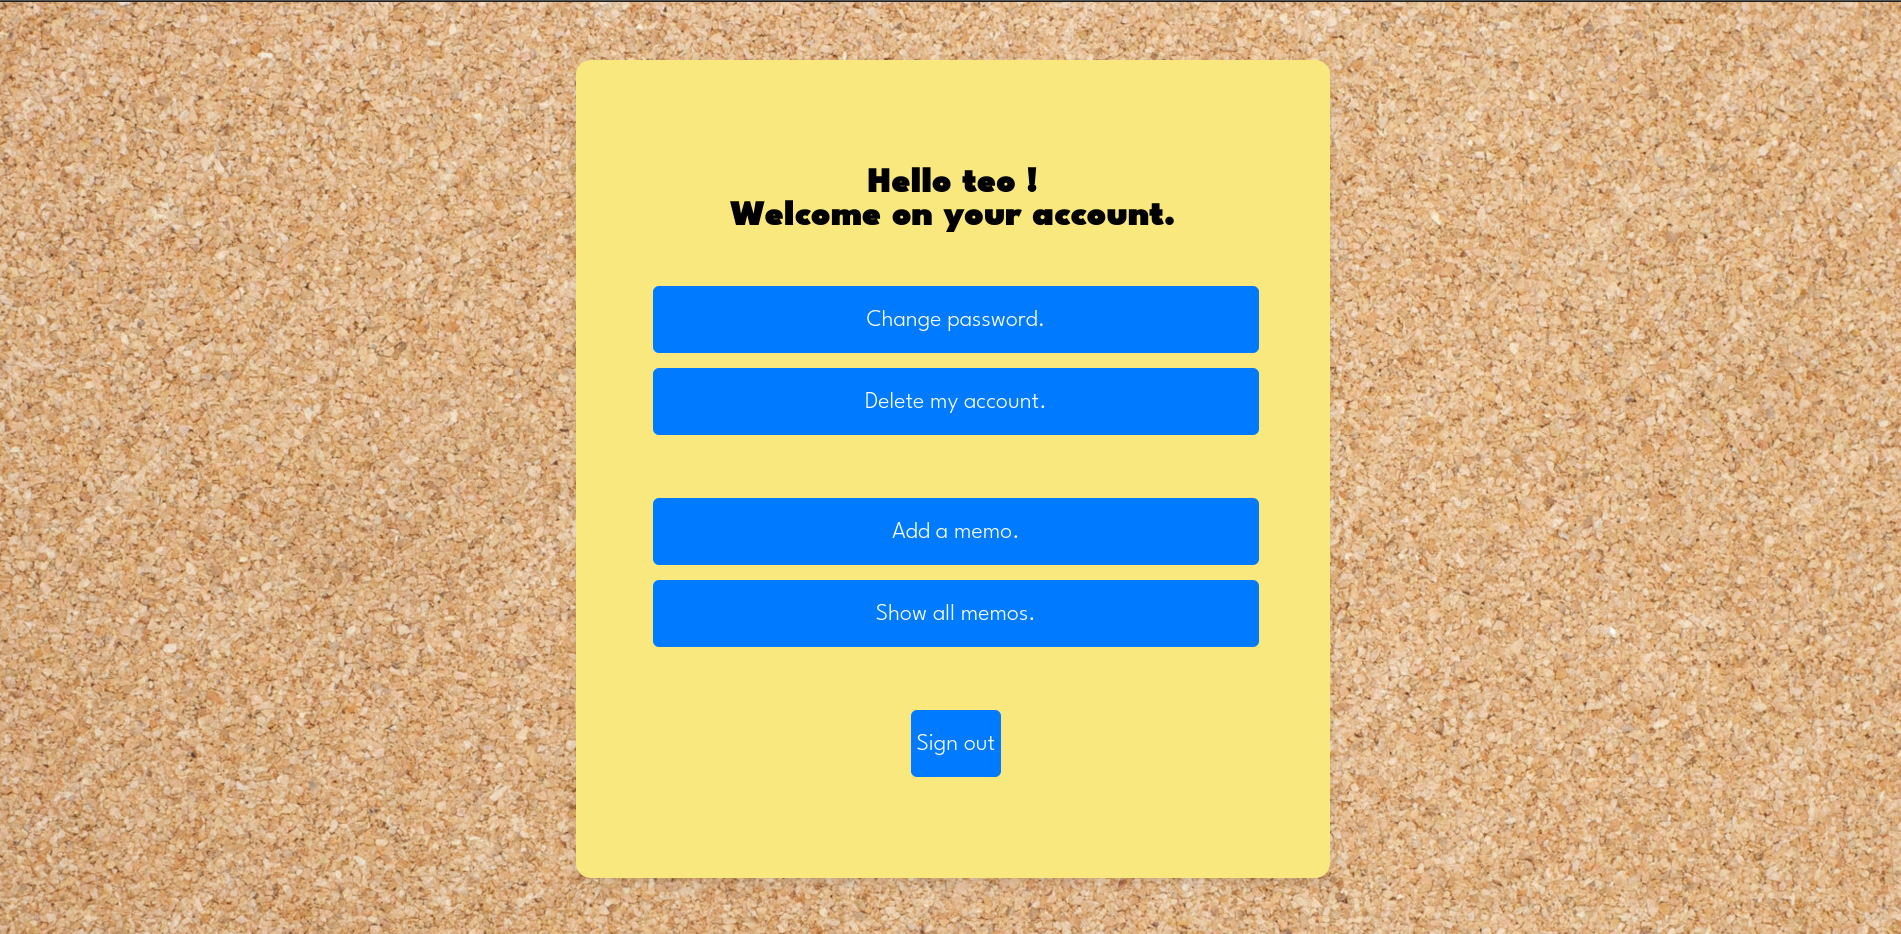 Hello teo !
Welcome on your account.
Change password.
Delete my account.
Add a memo.
Show all memos.
Sign out